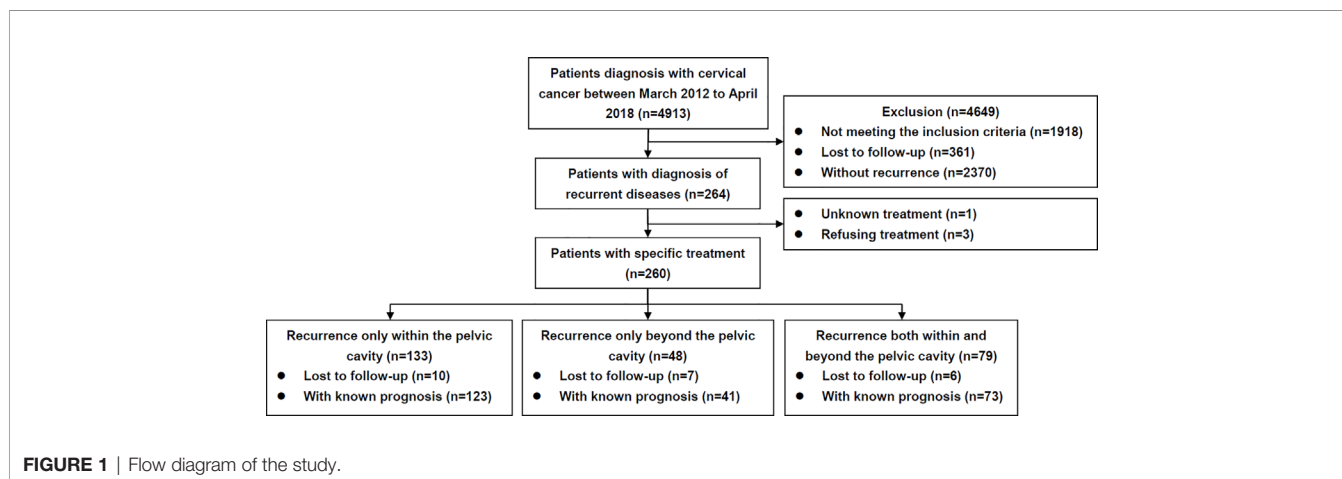 Patients diagnosis with cervical
cancer between March 2012 to April
2018 (n=4913)
Exclusion (n=4649)
● Not meeting the inclusion criteria (n=1918)
● Lost to follow-up (n=361)
● Without recurrence (n=2370)
Patients with diagnosis of
recurrent diseases (n=264)
● Unknown treatment (n=1)
● Refusing treatment (n=3)
Patients with specific treatment
(n=260)
Recurrence only within the pelvic
cavity (n=133)
● Lost to follow-up (n=10)
● With known prognosis (n=123)
Recurrence only beyond the pelvic
cavity (n=48)
● Lost to follow-up (n=7)
● With known prognosis (n=41)
Recurrence both within and
beyond the pelvic cavity (n=79)
● Lost to follow-up (n=6)
● With known prognosis (n=73)
FIGURE 1 | Flow diagram of the study.